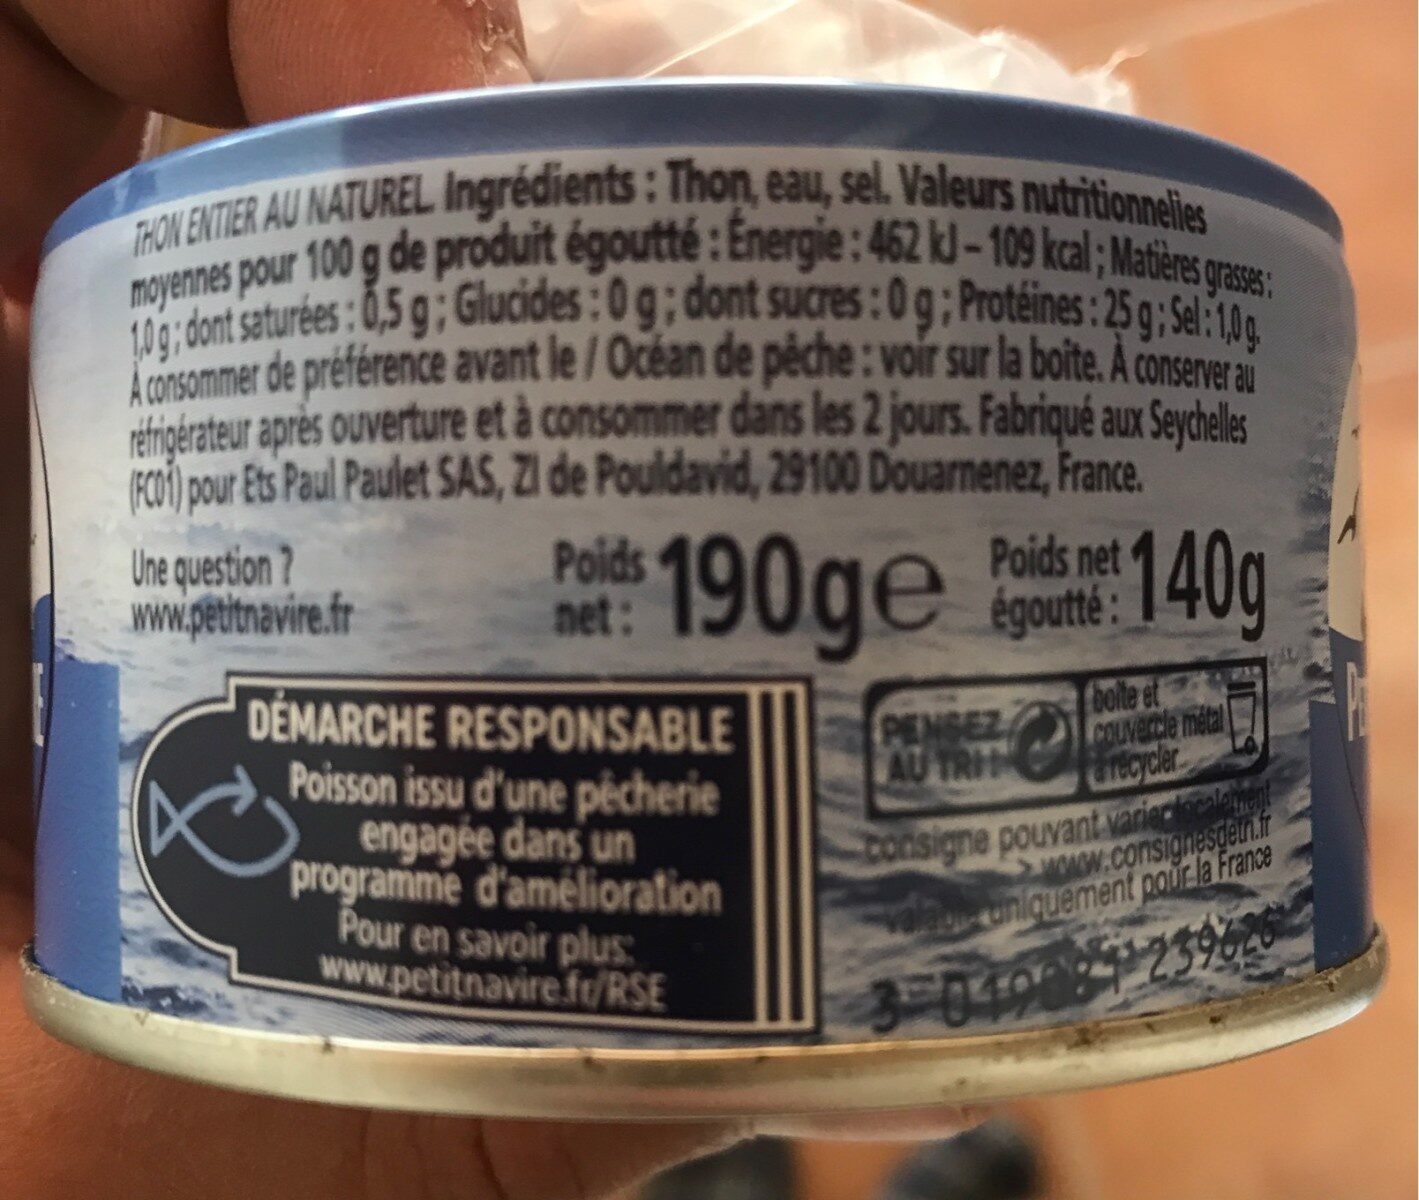 THON ENTIER AU NATUREL. Ingrédients : Thon, eau, sel. Valeurs nutritionnelles
moyennes pour 100 g de produit égoutté : Énergie : 462 kJ – 109 kcal ; Matières grasses :
1,0 g ; dont saturées : 0,5 g ; Glucides : 0 g ; dont sucres : 0 g ; Protéines : 25 g ; Sel : 1,0 g.
À consommer de préférence avant le / Océan de pêche : voir sur la boîte. À conserver au
réfrigérateur après ouverture et à consommer dans les 2 jours. Fabriqué aux Seychelles
(FC01) pour Ets Paul Paulet SAS, ZI de Pouldavid, 29100 Douarnenez, France.
Une question ?
www.petitnavire.fr
Poids net : 190g e
Poids net égoutté : 140g
DÉMARCHE RESPONSABLE
Poisson issu d'une pêcherie
engagée dans un
programme d'amélioration
Pour en savoir plus:
www.petitnavire.fr/RSE
PENSEZ
AU TRI !
boîte et
couvercle métal
à recycler
consigne pouvant varier localement
> www.consignesdetri.fr
valable uniquement pour la France
3 019081 239626